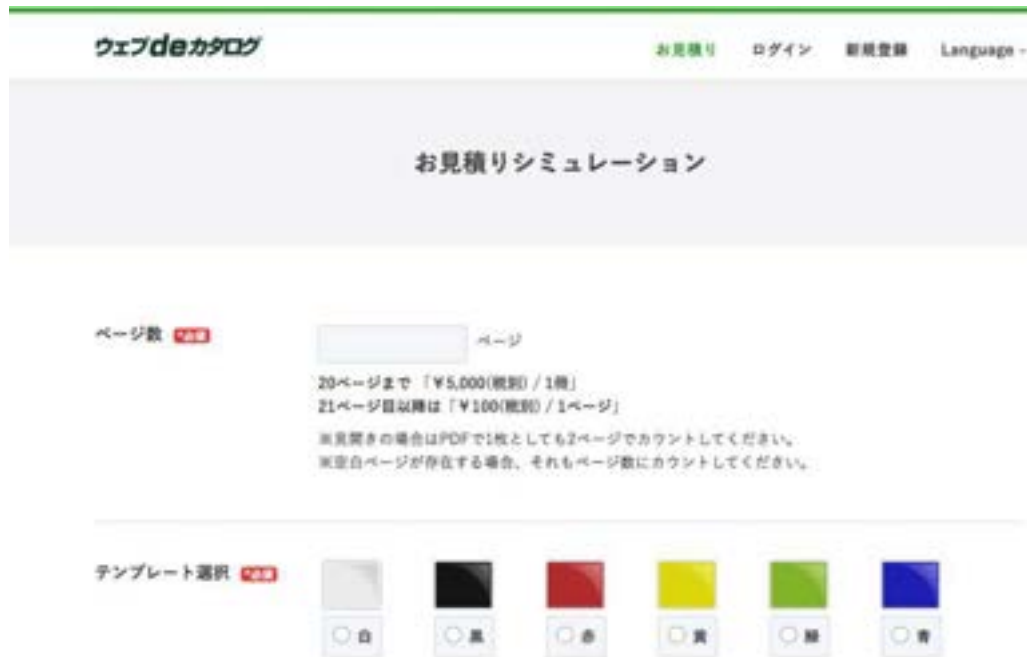 ウェブdeカタログ
お見積り ログイン 新規登録 Language
お見積りシミュレーション
ページ数 *必須
ページ
20ページまで「￥5,000(税別) / 1冊」
21ページ目以降は「￥100(税別) / 1ページ」
※見開きの場合はPDFで1枚としても2ページでカウントしてください。
※空白ページが存在する場合、それもページ数にカウントしてください。
テンプレート選択 *必須
白 黒 赤 黄 緑 青